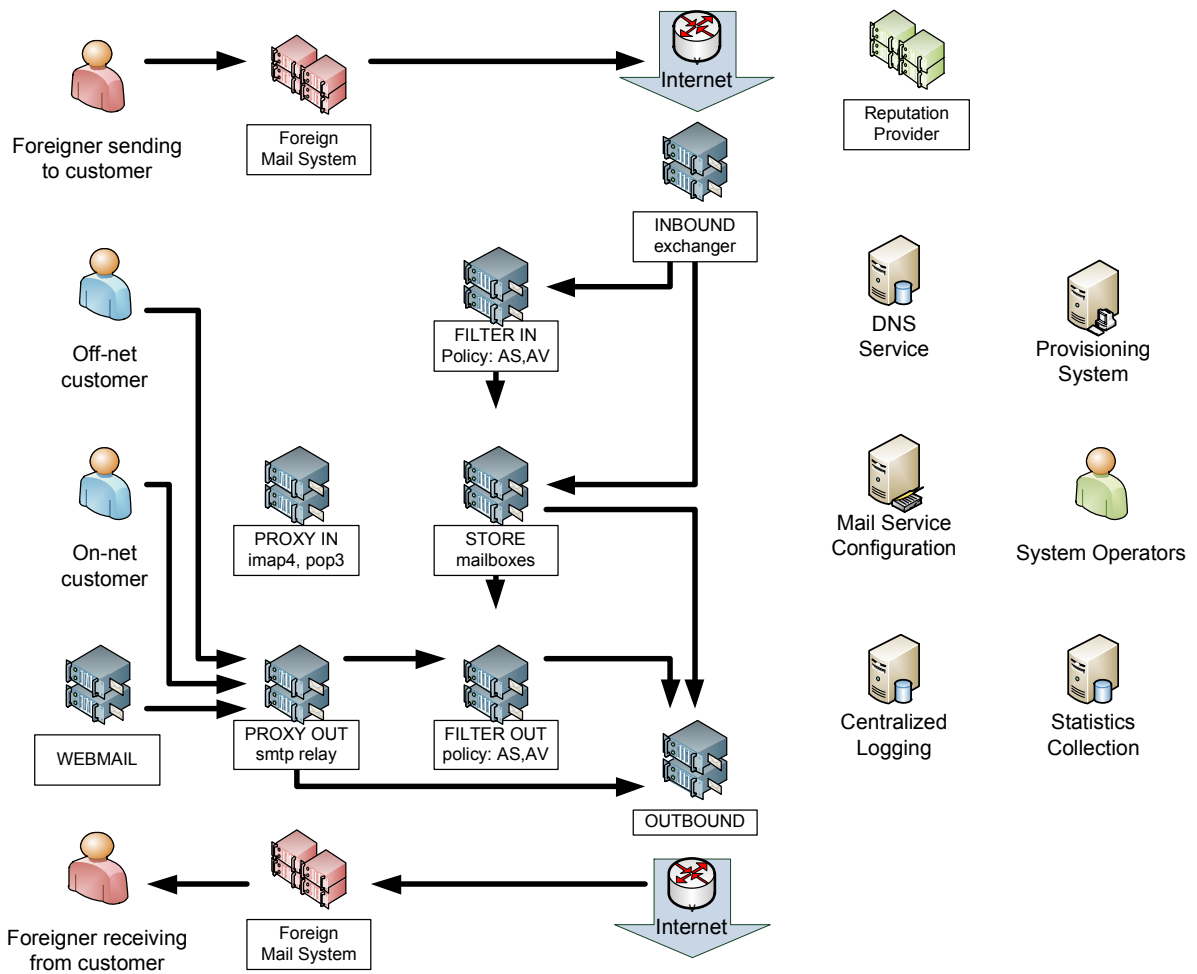 Foreigner sending
to customer
Foreign
Mail System
Internet
Reputation
Provider
INBOUND
exchanger
Off-net
customer
FILTER IN
Policy: AS,AV
DNS
Service
Provisioning
System
On-net
customer
PROXY IN
imap4, pop3
STORE
mailboxes
Mail Service
Configuration
System Operators
WEBMAIL
PROXY OUT
smtp relay
FILTER OUT
policy: AS,AV
OUTBOUND
Centralized
Logging
Statistics
Collection
Foreigner receiving
from customer
Foreign
Mail System
Internet